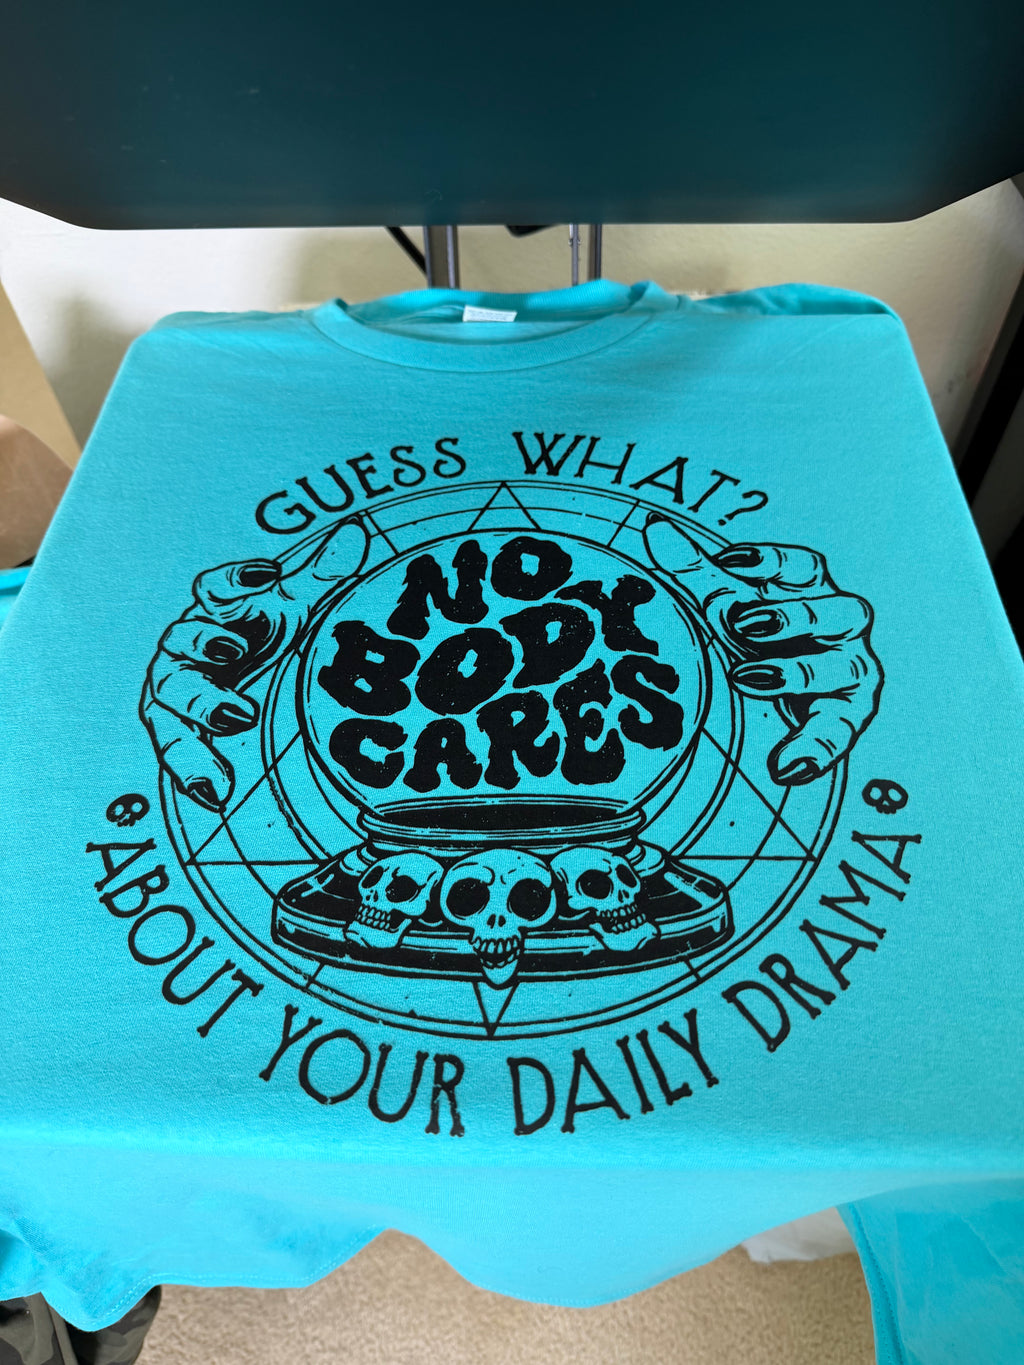 GUESS WHAT?
NO
BODY
CARES
ABOUT YOUR DAILY DRAMA